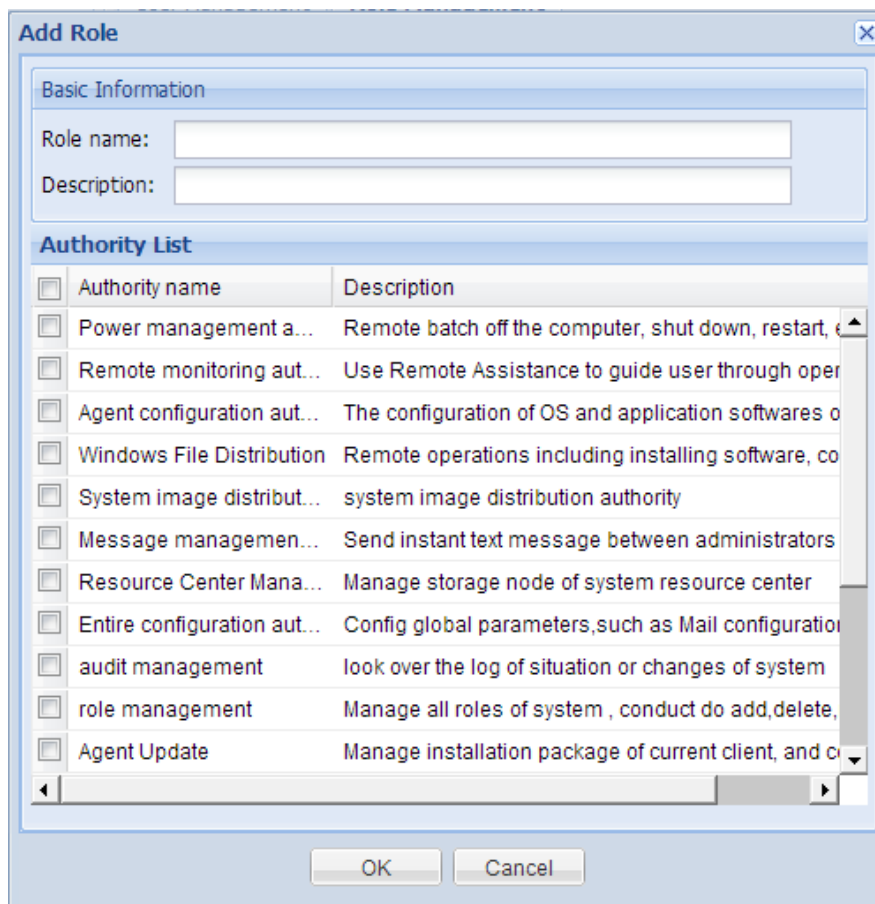 Add Role
Basic Information
Role name:
Description:
Authority List
Authority name Description
Power management a... Remote batch off the computer, shut down, restart,
Remote monitoring aut... Use Remote Assistance to guide user through oper
Agent configuration aut... The configuration of OS and application softwares o
Windows File Distribution Remote operations including installing software, co
System image distribut... system image distribution authority
Message managemen... Send instant text message between administrators
Resource Center Mana... Manage storage node of system resource center
Entire configuration aut... Config global parameters,such as Mail configuration
audit management look over the log of situation or changes of system
role management Manage all roles of system , conduct do add,delete,
Agent Update Manage installation package of current client, and
OK Cancel